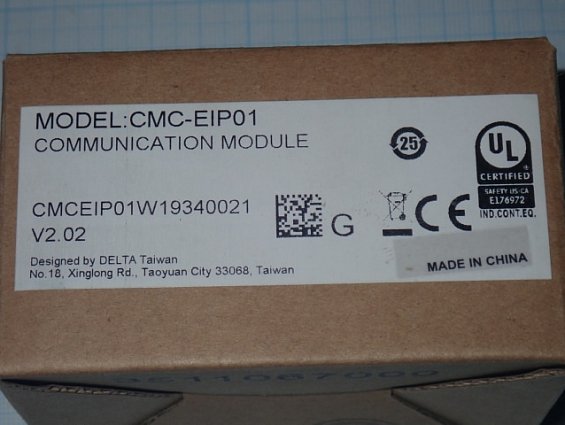 MODEL:CMC-EIP01
COMMUNICATION MODULE
25
UL
CERTIFIED
SAFETY US-CA
E176972
IND.CONT.EQ.
CMCEIP01W19340021
V2.02
G
CE
Designed by DELTA Taiwan
No.18, Xinglong Rd., Taoyuan City 33068, Taiwan
MADE IN CHINA